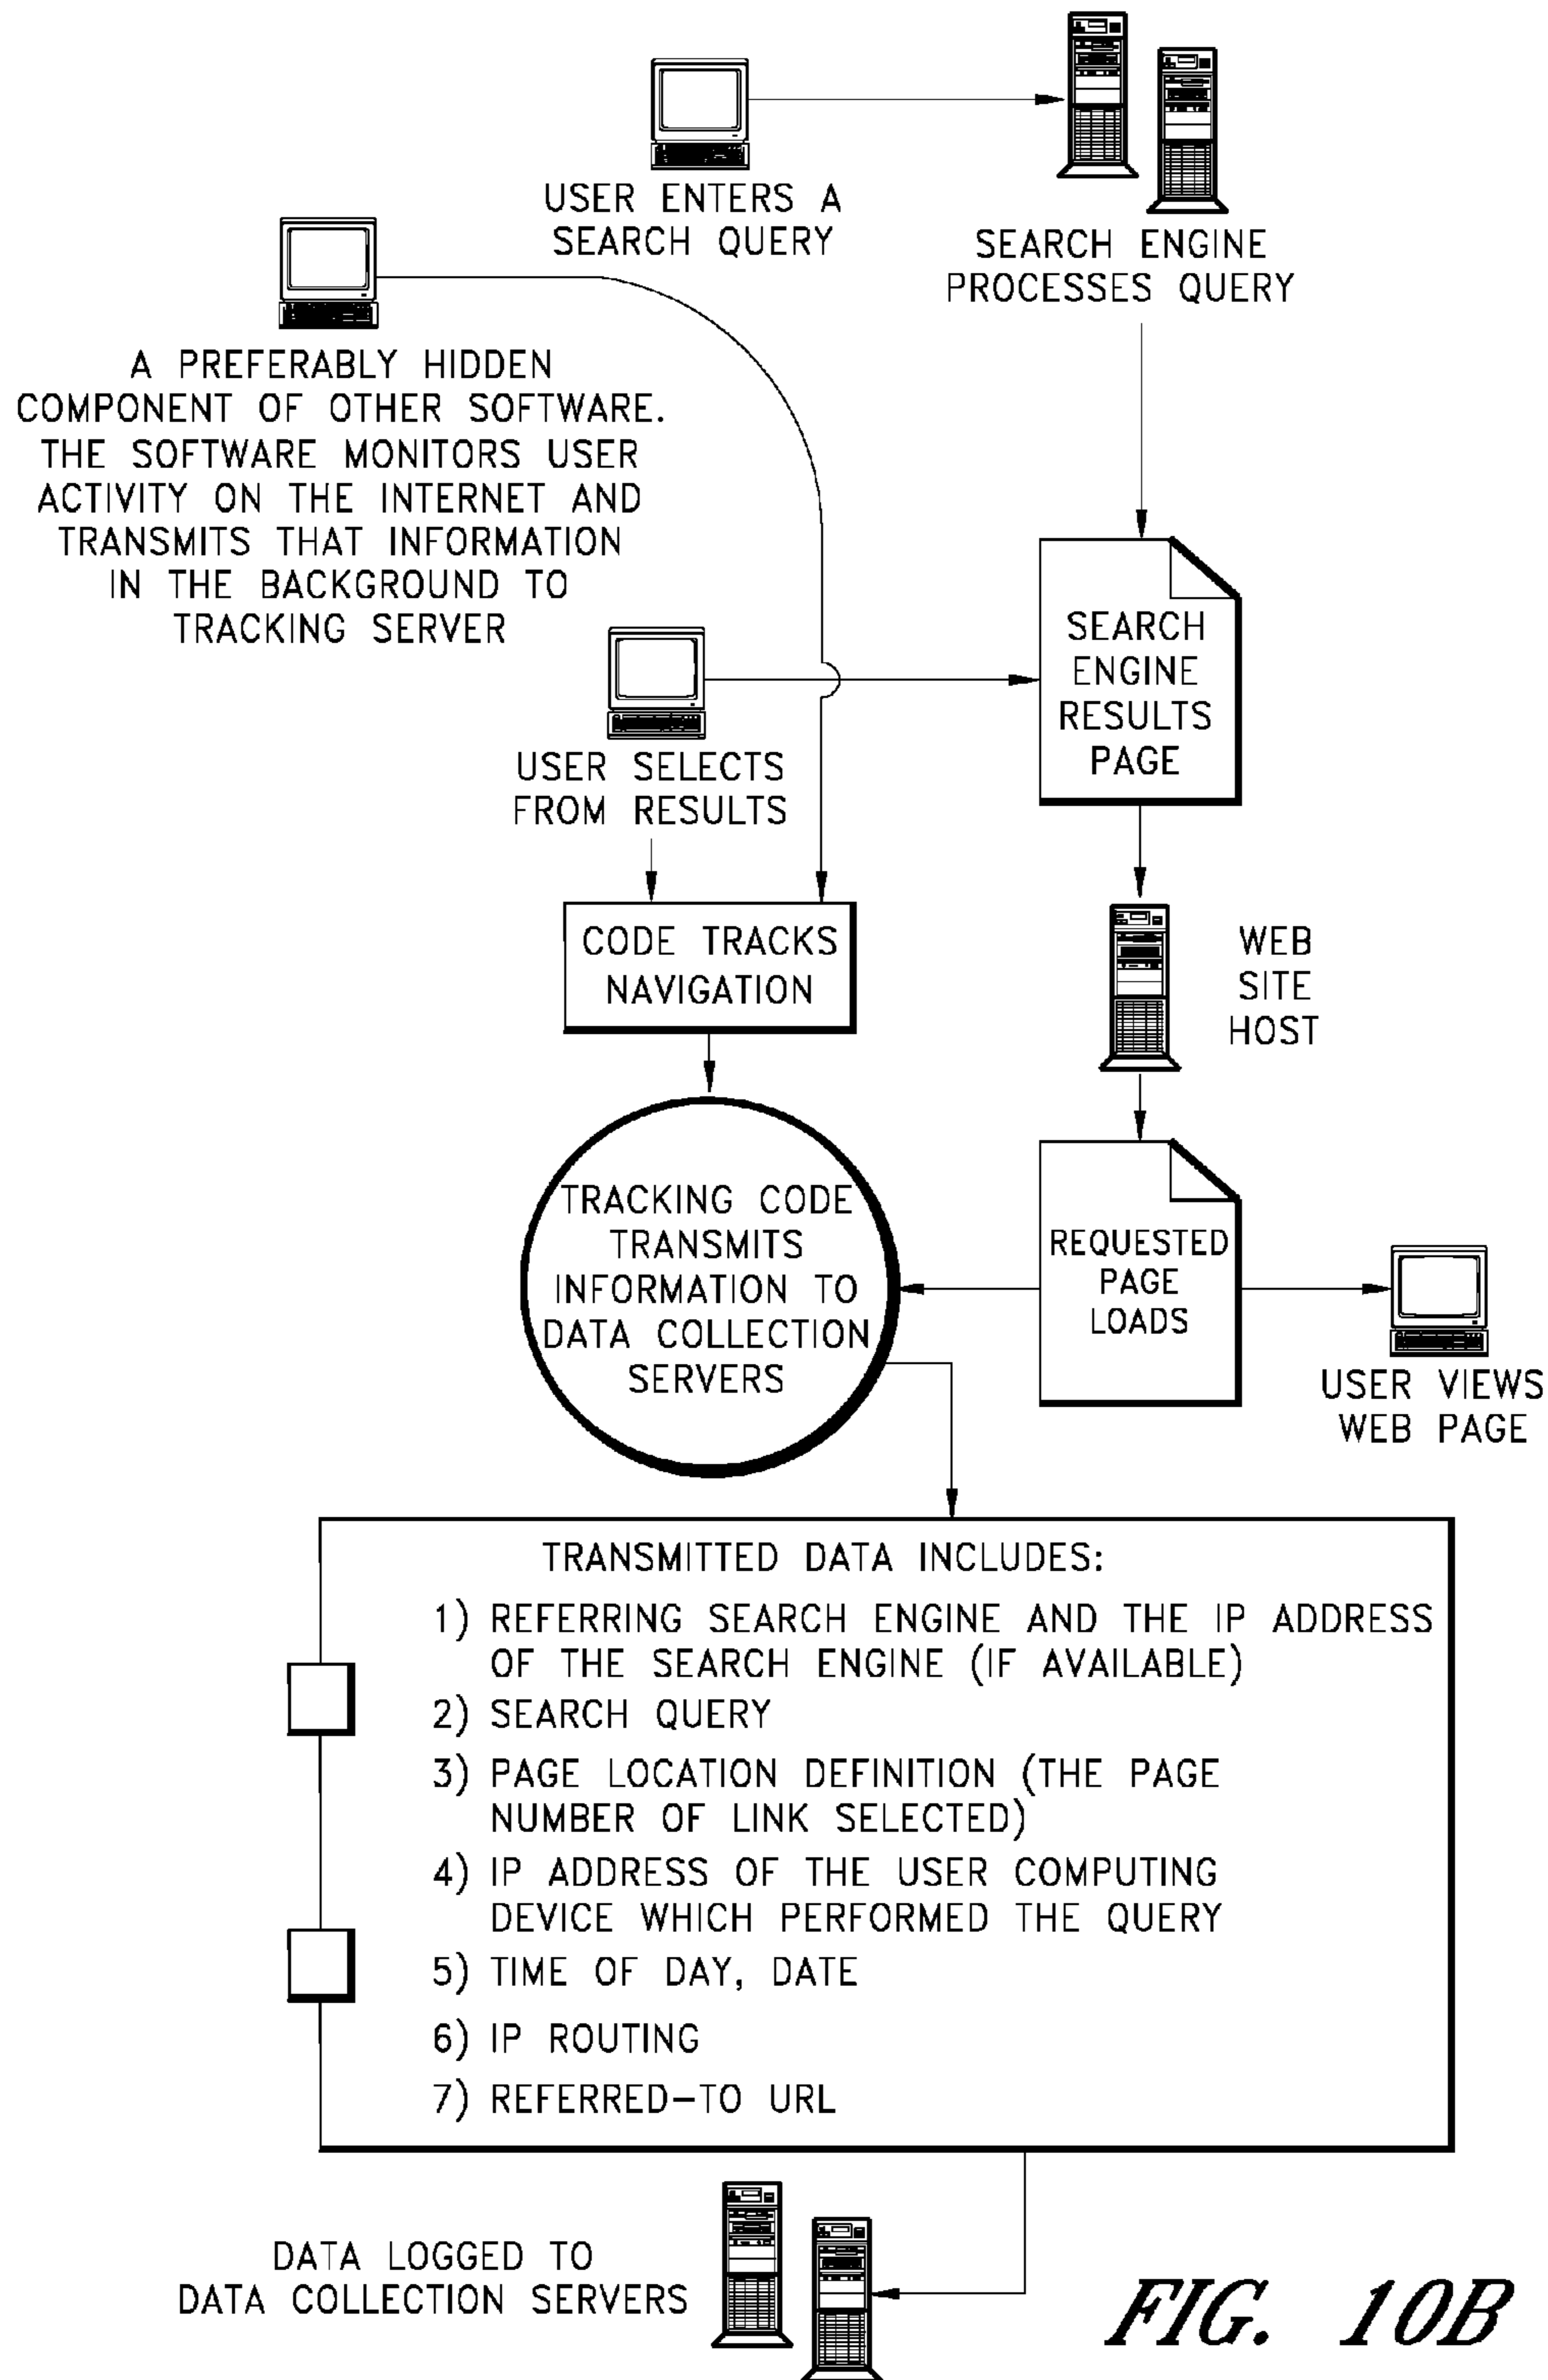 USER ENTERS A
SEARCH QUERY
SEARCH ENGINE
PROCESSES QUERY
A PREFERABLY HIDDEN
COMPONENT OF OTHER SOFTWARE.
THE SOFTWARE MONITORS USER
ACTIVITY ON THE INTERNET AND
TRANSMITS THAT INFORMATION
IN THE BACKGROUND TO
TRACKING SERVER
SEARCH
ENGINE
RESULTS
PAGE
USER SELECTS
FROM RESULTS
CODE TRACKS
NAVIGATION
WEB
SITE
HOST
TRACKING CODE
TRANSMITS
INFORMATION TO
DATA COLLECTION
SERVERS
REQUESTED
PAGE
LOADS
USER VIEWS
WEB PAGE
TRANSMITTED DATA INCLUDES:
1) REFERRING SEARCH ENGINE AND THE IP ADDRESS
OF THE SEARCH ENGINE (IF AVAILABLE)
2) SEARCH QUERY
3) PAGE LOCATION DEFINITION (THE PAGE
NUMBER OF LINK SELECTED)
4) IP ADDRESS OF THE USER COMPUTING
DEVICE WHICH PERFORMED THE QUERY
5) TIME OF DAY, DATE
6) IP ROUTING
7) REFERRED-TO URL
DATA LOGGED TO
DATA COLLECTION SERVERS
FIG. 10B